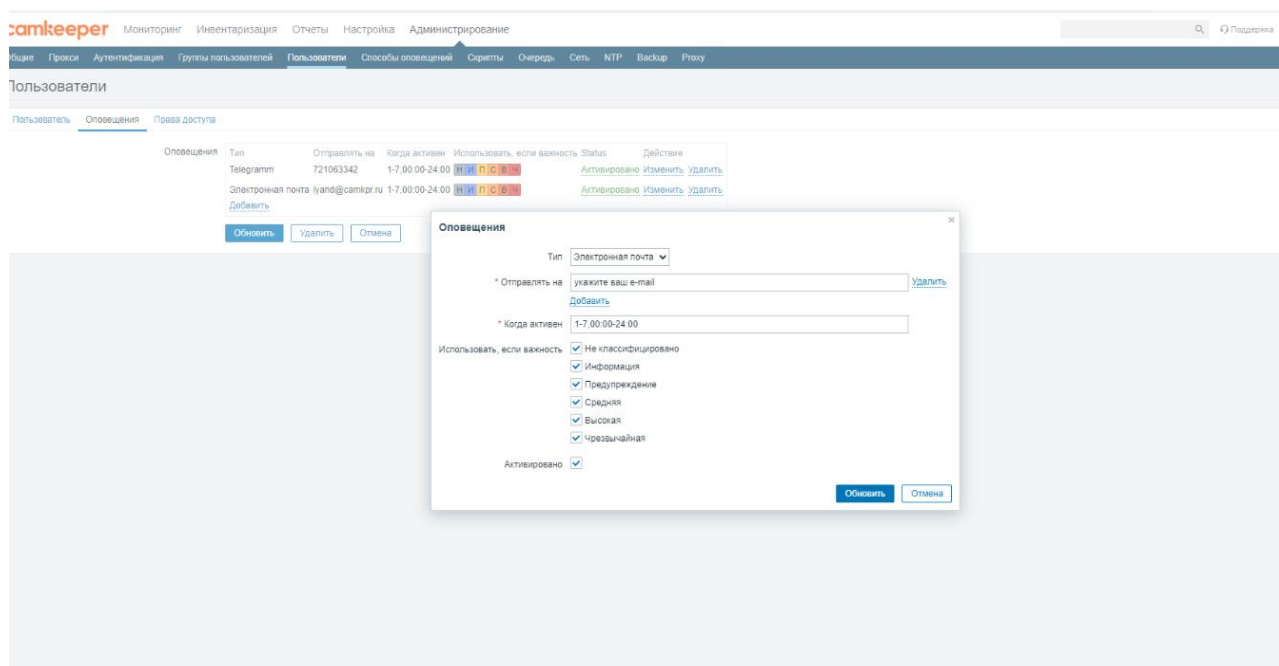 camkeeper Мониторинг Инвентаризация Отчеты Настройка Администрирование Поддержка
Общие Прокси Аутентификация Группы пользователей Пользователи Способы оповещений Скрипты Очередь Сеть NTP Backup Proxy
Пользователи
Пользователь Оповещения Права доступа
Оповещения Тип Отправлять на Когда активен Использовать, если важность Status Действие
Telegramm 721063342 1-7,00:00-24:00 Н И П С В Ч Активировано Изменить Удалить
Электронная почта lyand@camkpr.ru 1-7,00:00-24:00 Н И П С В Ч Активировано Изменить Удалить
Добавить
Обновить Удалить Отмена
Оповещения ×
Тип Электронная почта
* Отправлять на укажите ваш e-mail Удалить
Добавить
* Когда активен 1-7,00:00-24:00
Использовать, если важность Не классифицировано
Информация
Предупреждение
Средняя
Высокая
Чрезвычайная
Активировано
Обновить Отмена